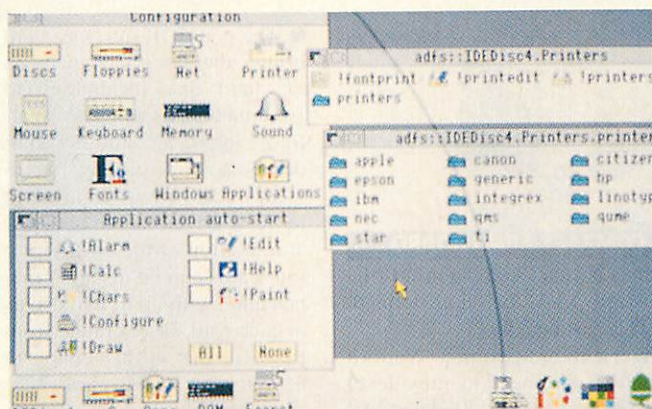 Configuration
Discs Floppies Net Printer
Mouse Keyboard Memory Sound
Screen Fonts Windows Applications
adfs::IDEDisc4.Printers
!fontprint !printedit !printers
printers
adfs::IDEDisc4.Printers.printer
apple canon citizen
epson generic hp
ibm integrex linotyp
nec qms qume
star ti
Application auto-start
!Alarm !Edit
!Calc !Help
!Chars !Paint
!Configure
!Draw All None